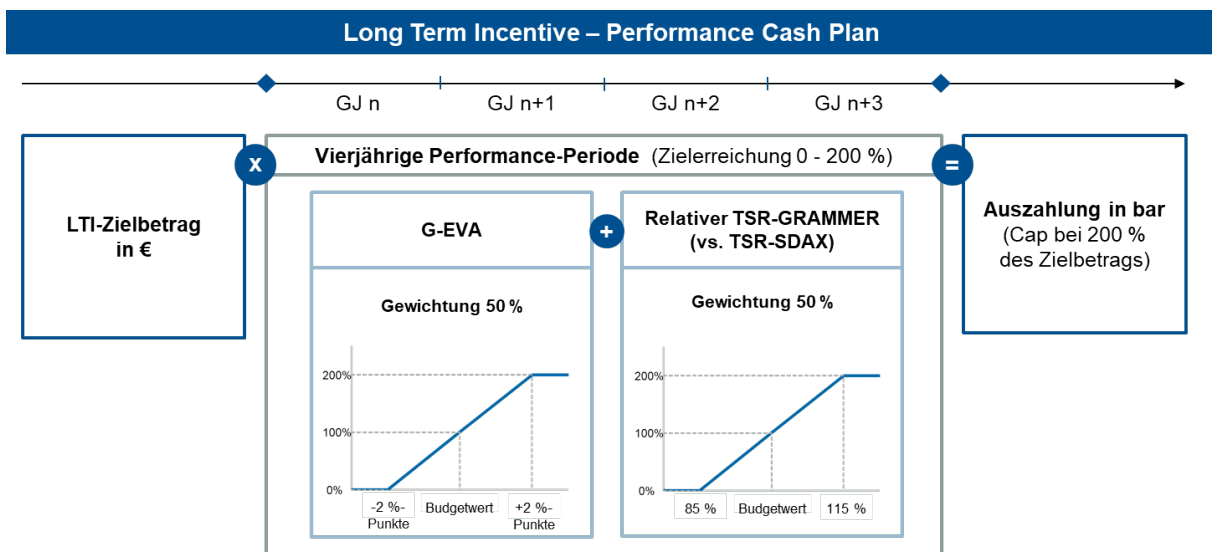 Long Term Incentive – Performance Cash Plan
GJ n
GJ n+1
GJ n+2
GJ n+3
LTI-Zielbetrag
in €
x
Vierjährige Performance-Periode (Zielerreichung 0 - 200 %)
=
Auszahlung in bar
(Cap bei 200 %
des Zielbetrags)
G-EVA
+
Relativer TSR-GRAMMER
(vs. TSR-SDAX)
Gewichtung 50 %
Gewichtung 50 %
200%
100%
0%
-2 %-
Punkte
Budgetwert
+2 %-
Punkte
200%
100%
0%
85 %
Budgetwert
115 %